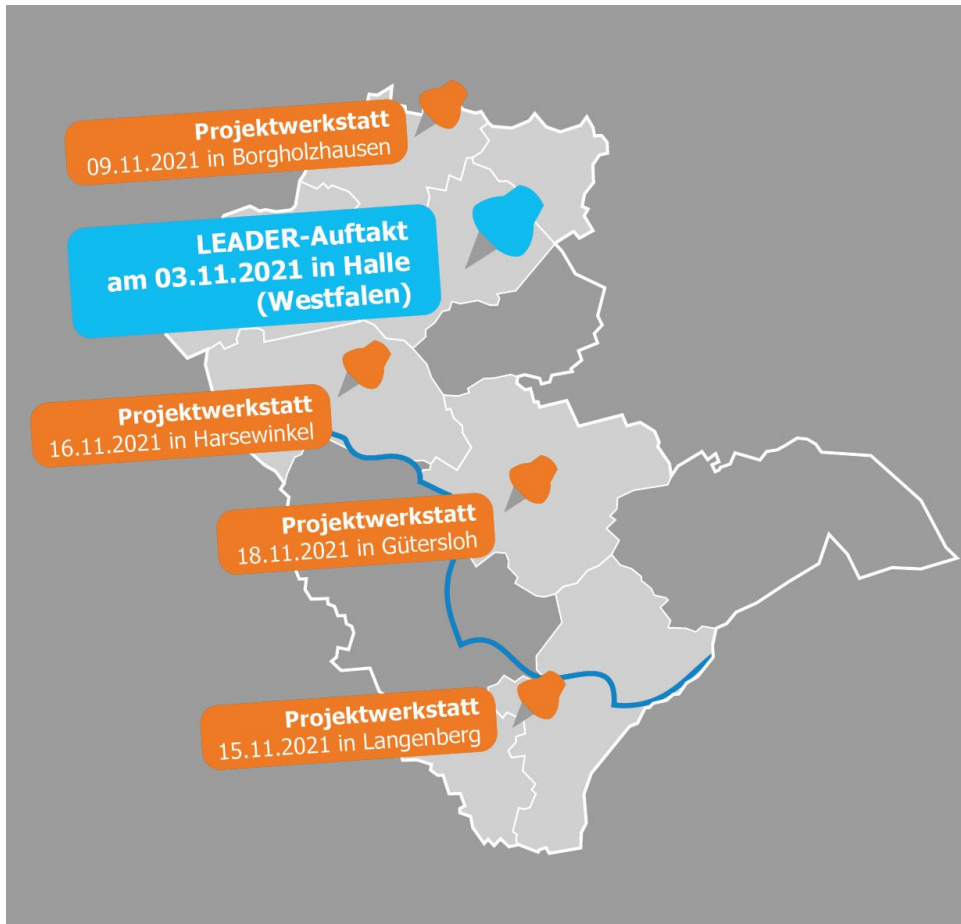 Projektwerkstatt
09.11.2021 in Borgholzhausen
LEADER-Auftakt
am 03.11.2021 in Halle
(Westfalen)
Projektwerkstatt
16.11.2021 in Harsewinkel
Projektwerkstatt
18.11.2021 in Gütersloh
Projektwerkstatt
15.11.2021 in Langenberg